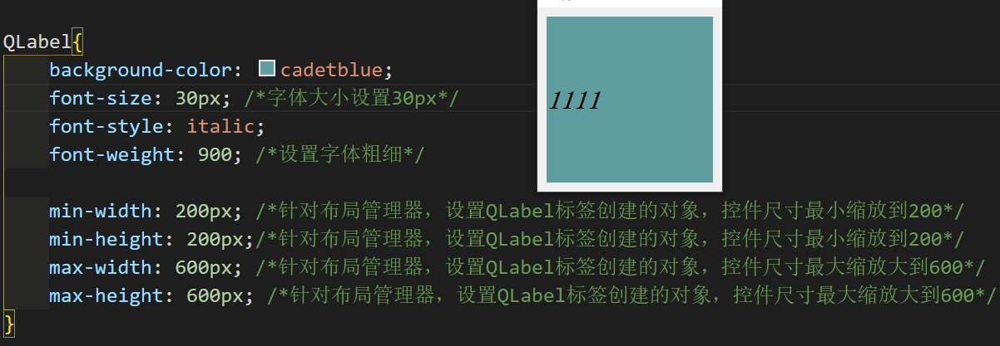 QLabel{
background-color: cadetblue;
font-size: 30px; /*字体大小设置30px*/
font-style: italic;
font-weight: 900; /*设置字体粗细*/
1111
min-width: 200px; /*针对布局管理器，设置QLabel标签创建的对象，控件尺寸最小缩放到200*/
min-height: 200px;/*针对布局管理器，设置QLabel标签创建的对象，控件尺寸最小缩放到200*/
max-width: 600px; /*针对布局管理器，设置QLabel标签创建的对象，控件尺寸最大缩放大到600*/
max-height: 600px; /*针对布局管理器，设置QLabel标签创建的对象，控件尺寸最大缩放大到600*/
}